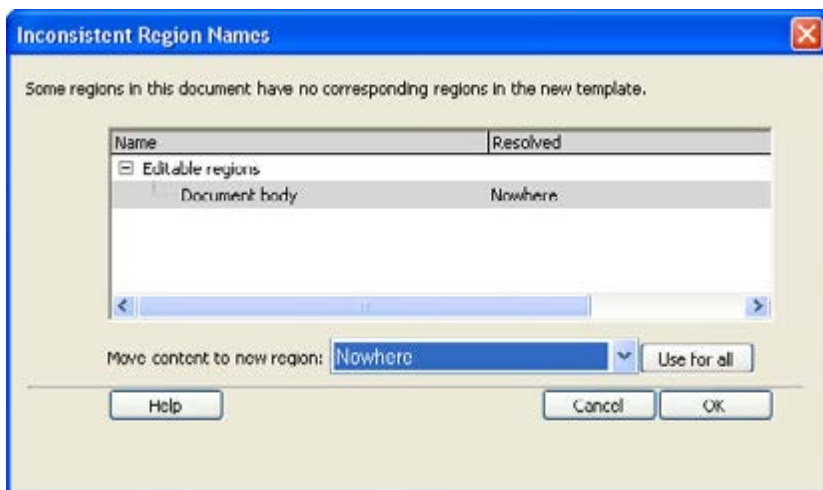 Inconsistent Region Names
Some regions in this document have no corresponding regions in the new template.
Name Resolved
Editable regions
Document body Nowhere
Move content to new region: Nowhere Use for all
Help Cancel OK